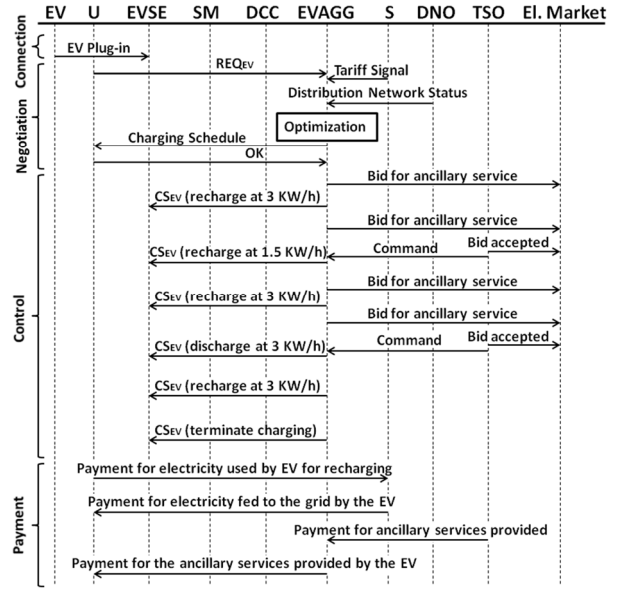 EV U EVSE SM DCC EVAGG S DNO TSO El. Market
Connection
EV Plug-in
Negotiation
REQEV
Tariff Signal
Distribution Network Status
Optimization
Charging Schedule
OK
Control
Bid for ancillary service
CSEV (recharge at 3 KW/h)
Bid for ancillary service
Bid accepted
Command
CSEV (recharge at 1.5 KW/h)
Bid for ancillary service
CSEV (recharge at 3 KW/h)
Bid for ancillary service
Bid accepted
Command
CSEV (discharge at 3 KW/h)
CSEV (recharge at 3 KW/h)
CSEV (terminate charging)
Payment
Payment for electricity used by EV for recharging
Payment for electricity fed to the grid by the EV
Payment for ancillary services provided
Payment for the ancillary services provided by the EV